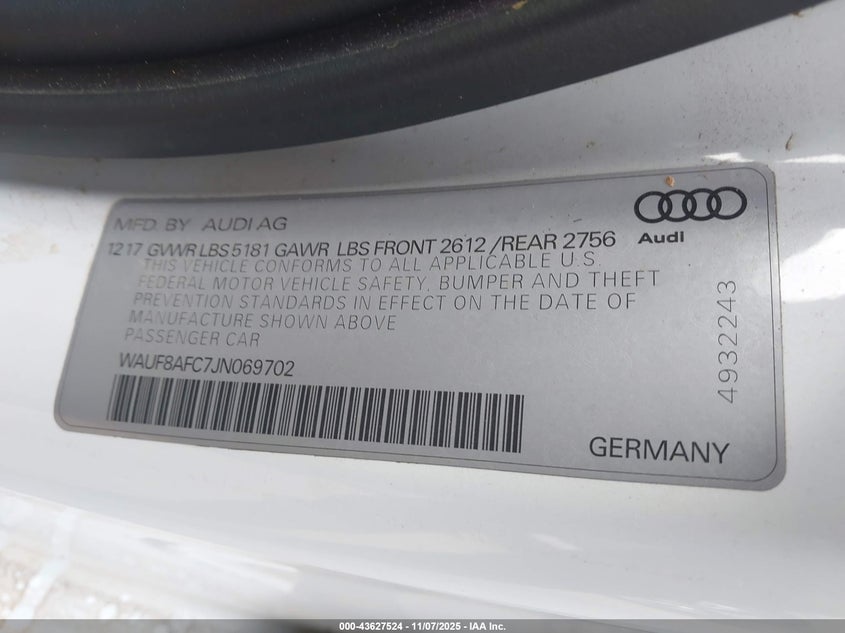 MFD. BY AUDI AG
12 17 GVWR LBS 5181 GAWR LBS FRONT 2612 /REAR 2756
THIS VEHICLE CONFORMS TO ALL APPLICABLE U.S.
FEDERAL MOTOR VEHICLE SAFETY, BUMPER AND THEFT
PREVENTION STANDARDS IN EFFECT ON THE DATE OF
MANUFACTURE SHOWN ABOVE
PASSENGER CAR
WAUF8AFC7JN069702
Audi
4932243
GERMANY
000-43627524 | 11/07/2025 – IAA Inc.